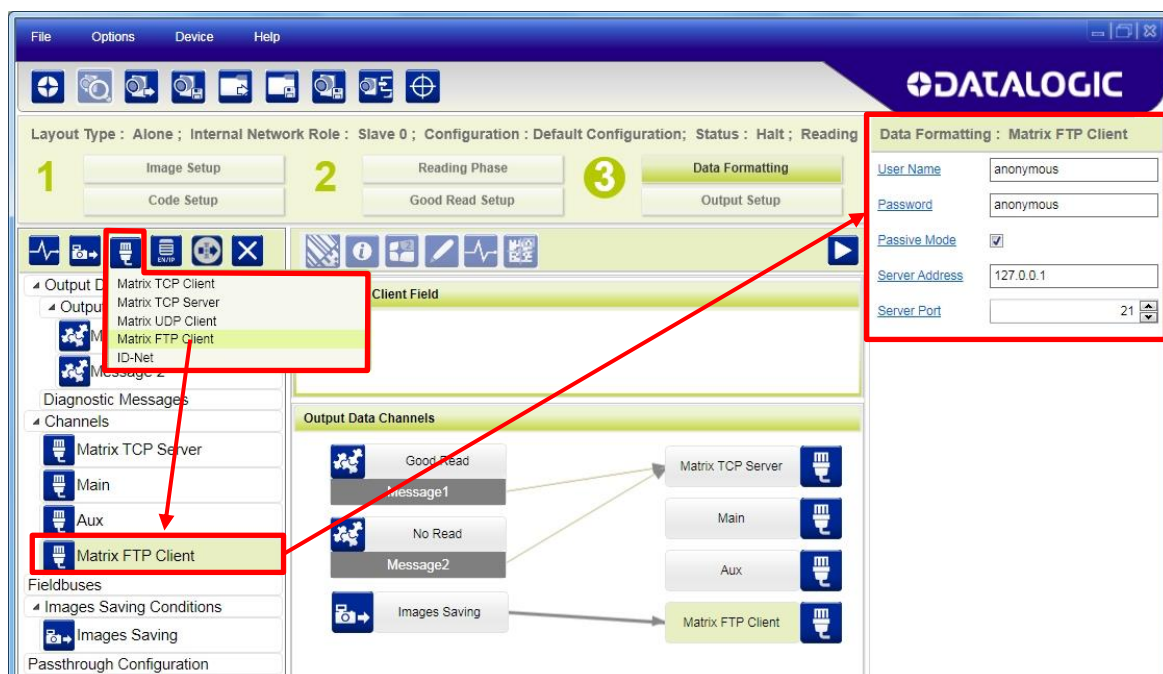 File Options Device Help
DATALOGIC
Layout Type : Alone ; Internal Network Role : Slave 0 ; Configuration : Default Configuration; Status : Halt ; Reading
1
Image Setup
Code Setup
2
Reading Phase
Good Read Setup
3
Data Formatting
Output Setup
Data Formatting : Matrix FTP Client
User Name anonymous
Password anonymous
Passive Mode
Server Address 127.0.0.1
Server Port 21
EN/IP
Matrix TCP Client
Matrix TCP Server
Matrix UDP Client
Matrix FTP Client
ID-Net
Output D
Outpu
M
Message 2
Diagnostic Messages
Channels
Matrix TCP Server
Main
Aux
Matrix FTP Client
Fieldbuses
Images Saving Conditions
Images Saving
Passthrough Configuration
Client Field
Output Data Channels
Good Read
Message1
No Read
Message2
Images Saving
Matrix TCP Server
Main
Aux
Matrix FTP Client